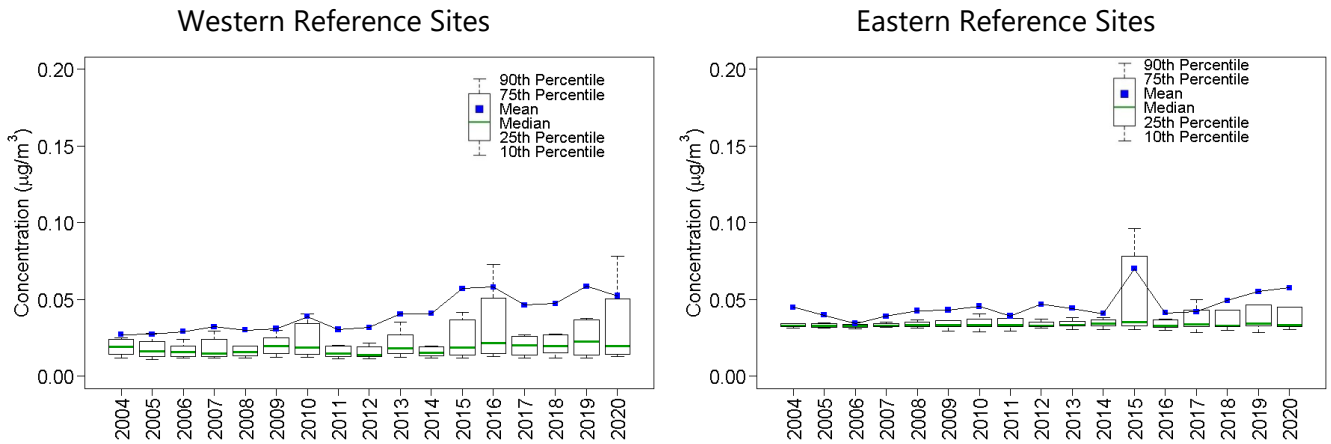 Western Reference Sites
Concentration (µg/m³)
0.20
0.15
0.10
0.05
0.00
90th Percentile
75th Percentile
Mean
Median
25th Percentile
10th Percentile
2004 2005 2006 2007 2008 2009 2010 2011 2012 2013 2014 2015 2016 2017 2018 2019 2020
Eastern Reference Sites
Concentration (µg/m³)
0.20
0.15
0.10
0.05
0.00
90th Percentile
75th Percentile
Mean
Median
25th Percentile
10th Percentile
2004 2005 2006 2007 2008 2009 2010 2011 2012 2013 2014 2015 2016 2017 2018 2019 2020